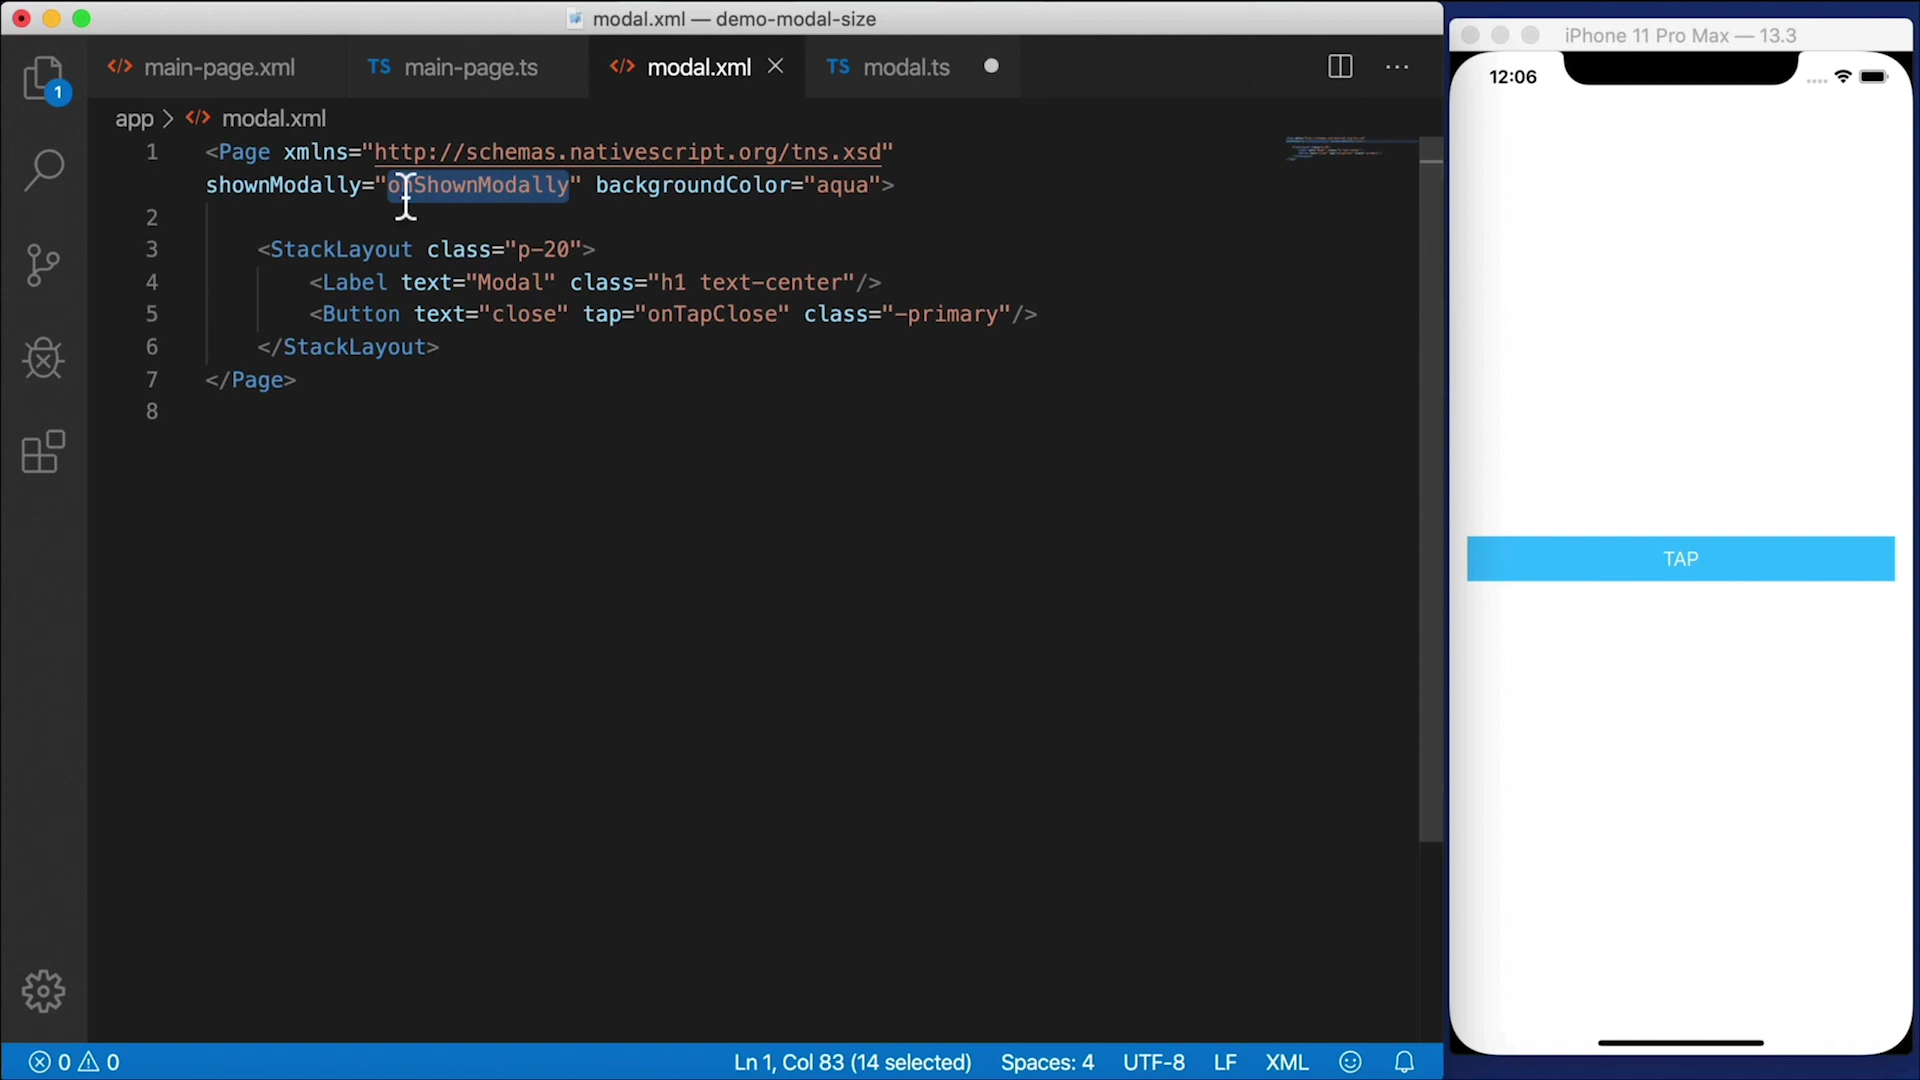 modal.xml — demo-modal-size
main-page.xml
TS main-page.ts
modal.xml
TS modal.ts
1
app > modal.xml
1 <Page xmlns="http://schemas.nativescript.org/tns.xsd"
shownModally="onShownModally" backgroundColor="aqua">
2
3 <StackLayout class="p-20">
4 <Label text="Modal" class="h1 text-center"/>
5 <Button text="close" tap="onTapClose" class="-primary"/>
6 </StackLayout>
7 </Page>
8
0 0
Ln 1, Col 83 (14 selected)
Spaces: 4
UTF-8
LF
XML
iPhone 11 Pro Max — 13.3
12:06
TAP